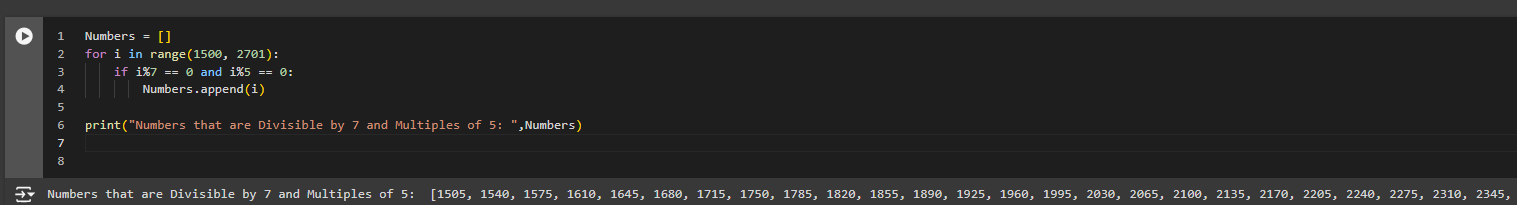 1 Numbers = []
2 for i in range(1500, 2701):
3     if i%7 == 0 and i%5 == 0:
4         Numbers.append(i)
5
6 print("Numbers that are Divisible by 7 and Multiples of 5: ",Numbers)
7
8
Numbers that are Divisible by 7 and Multiples of 5:  [1505, 1540, 1575, 1610, 1645, 1680, 1715, 1750, 1785, 1820, 1855, 1890, 1925, 1960, 1995, 2030, 2065, 2100, 2135, 2170, 2205, 2240, 2275, 2310, 2345,